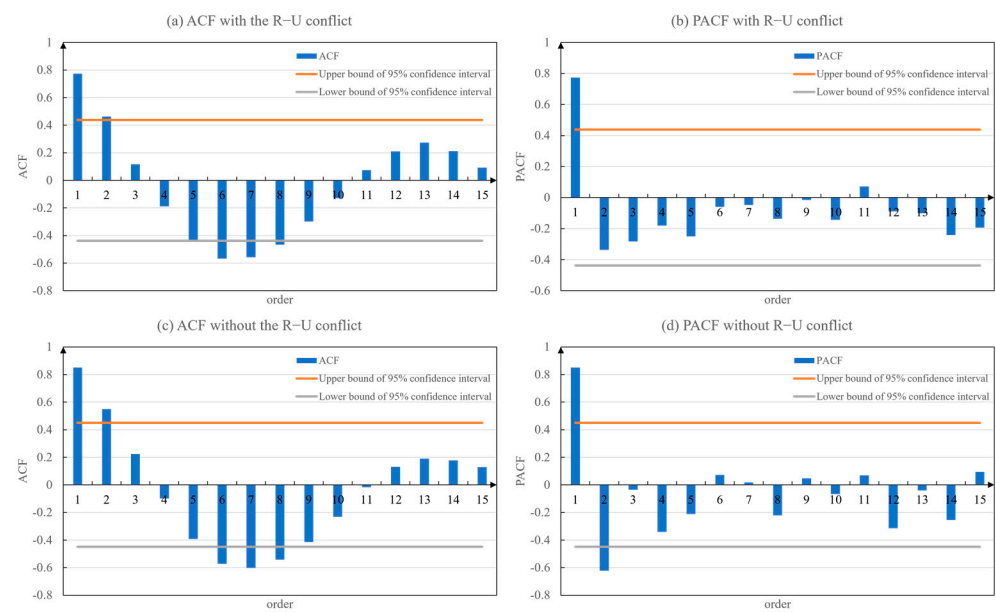 (a) ACF with the R−U conflict
1
0.8
0.6
0.4
0.2
0
-0.2
-0.4
-0.6
-0.8
ACF
ACF
Upper bound of 95% confidence interval
Lower bound of 95% confidence interval
1 2 3 4 5 6 7 8 9 10 11 12 13 14 15
order
(b) PACF with R−U conflict
1
0.8
0.6
0.4
0.2
0
-0.2
-0.4
-0.6
PACF
PACF
Upper bound of 95% confidence interval
Lower bound of 95% confidence interval
1 2 3 4 5 6 7 8 9 10 11 12 13 14 15
order
(c) ACF without the R−U conflict
1
0.8
0.6
0.4
0.2
0
-0.2
-0.4
-0.6
-0.8
ACF
ACF
Upper bound of 95% confidence interval
Lower bound of 95% confidence interval
1 2 3 4 5 6 7 8 9 10 11 12 13 14 15
order
(d) PACF without R−U conflict
1
0.8
0.6
0.4
0.2
0
-0.2
-0.4
-0.6
-0.8
PACF
PACF
Upper bound of 95% confidence interval
Lower bound of 95% confidence interval
1 2 3 4 5 6 7 8 9 10 11 12 13 14 15
order